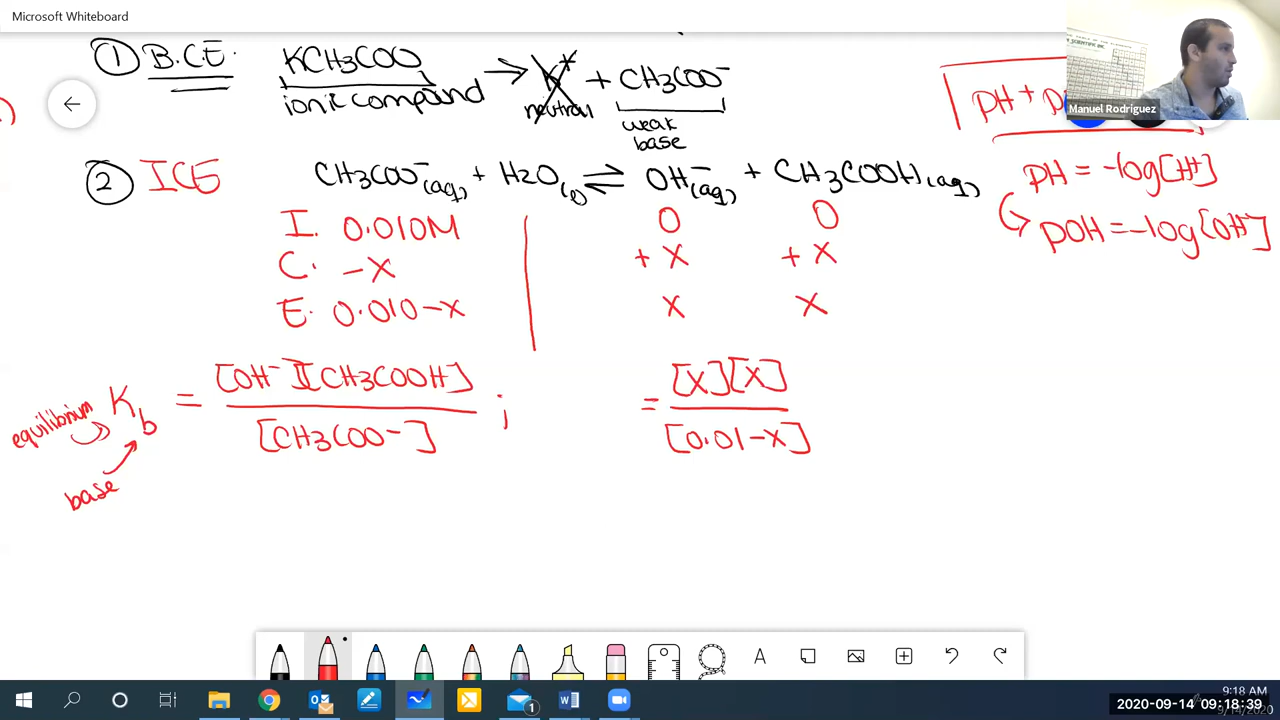 Microsoft Whiteboard
① B.C.E. KCH3COO → K⁺ + CH3COO⁻
ionic compound neutral weak base
pH + p
Manuel Rodriguez
② ICE CH3COO⁻(aq) + H2O(l) ⇌ OH⁻(aq) + CH3COOH(aq)
pH = -log[H⁺]
I. 0.010M 0 0
pOH = -log[OH⁻]
C. -X + X + X
E. 0.010-X X X
equilibrium Kb = [OH⁻][CH3COOH] / [CH3COO⁻] ; = [X][X] / [0.01-X]
base
A
1
9:18 AM
2020-09-14 09:18:39